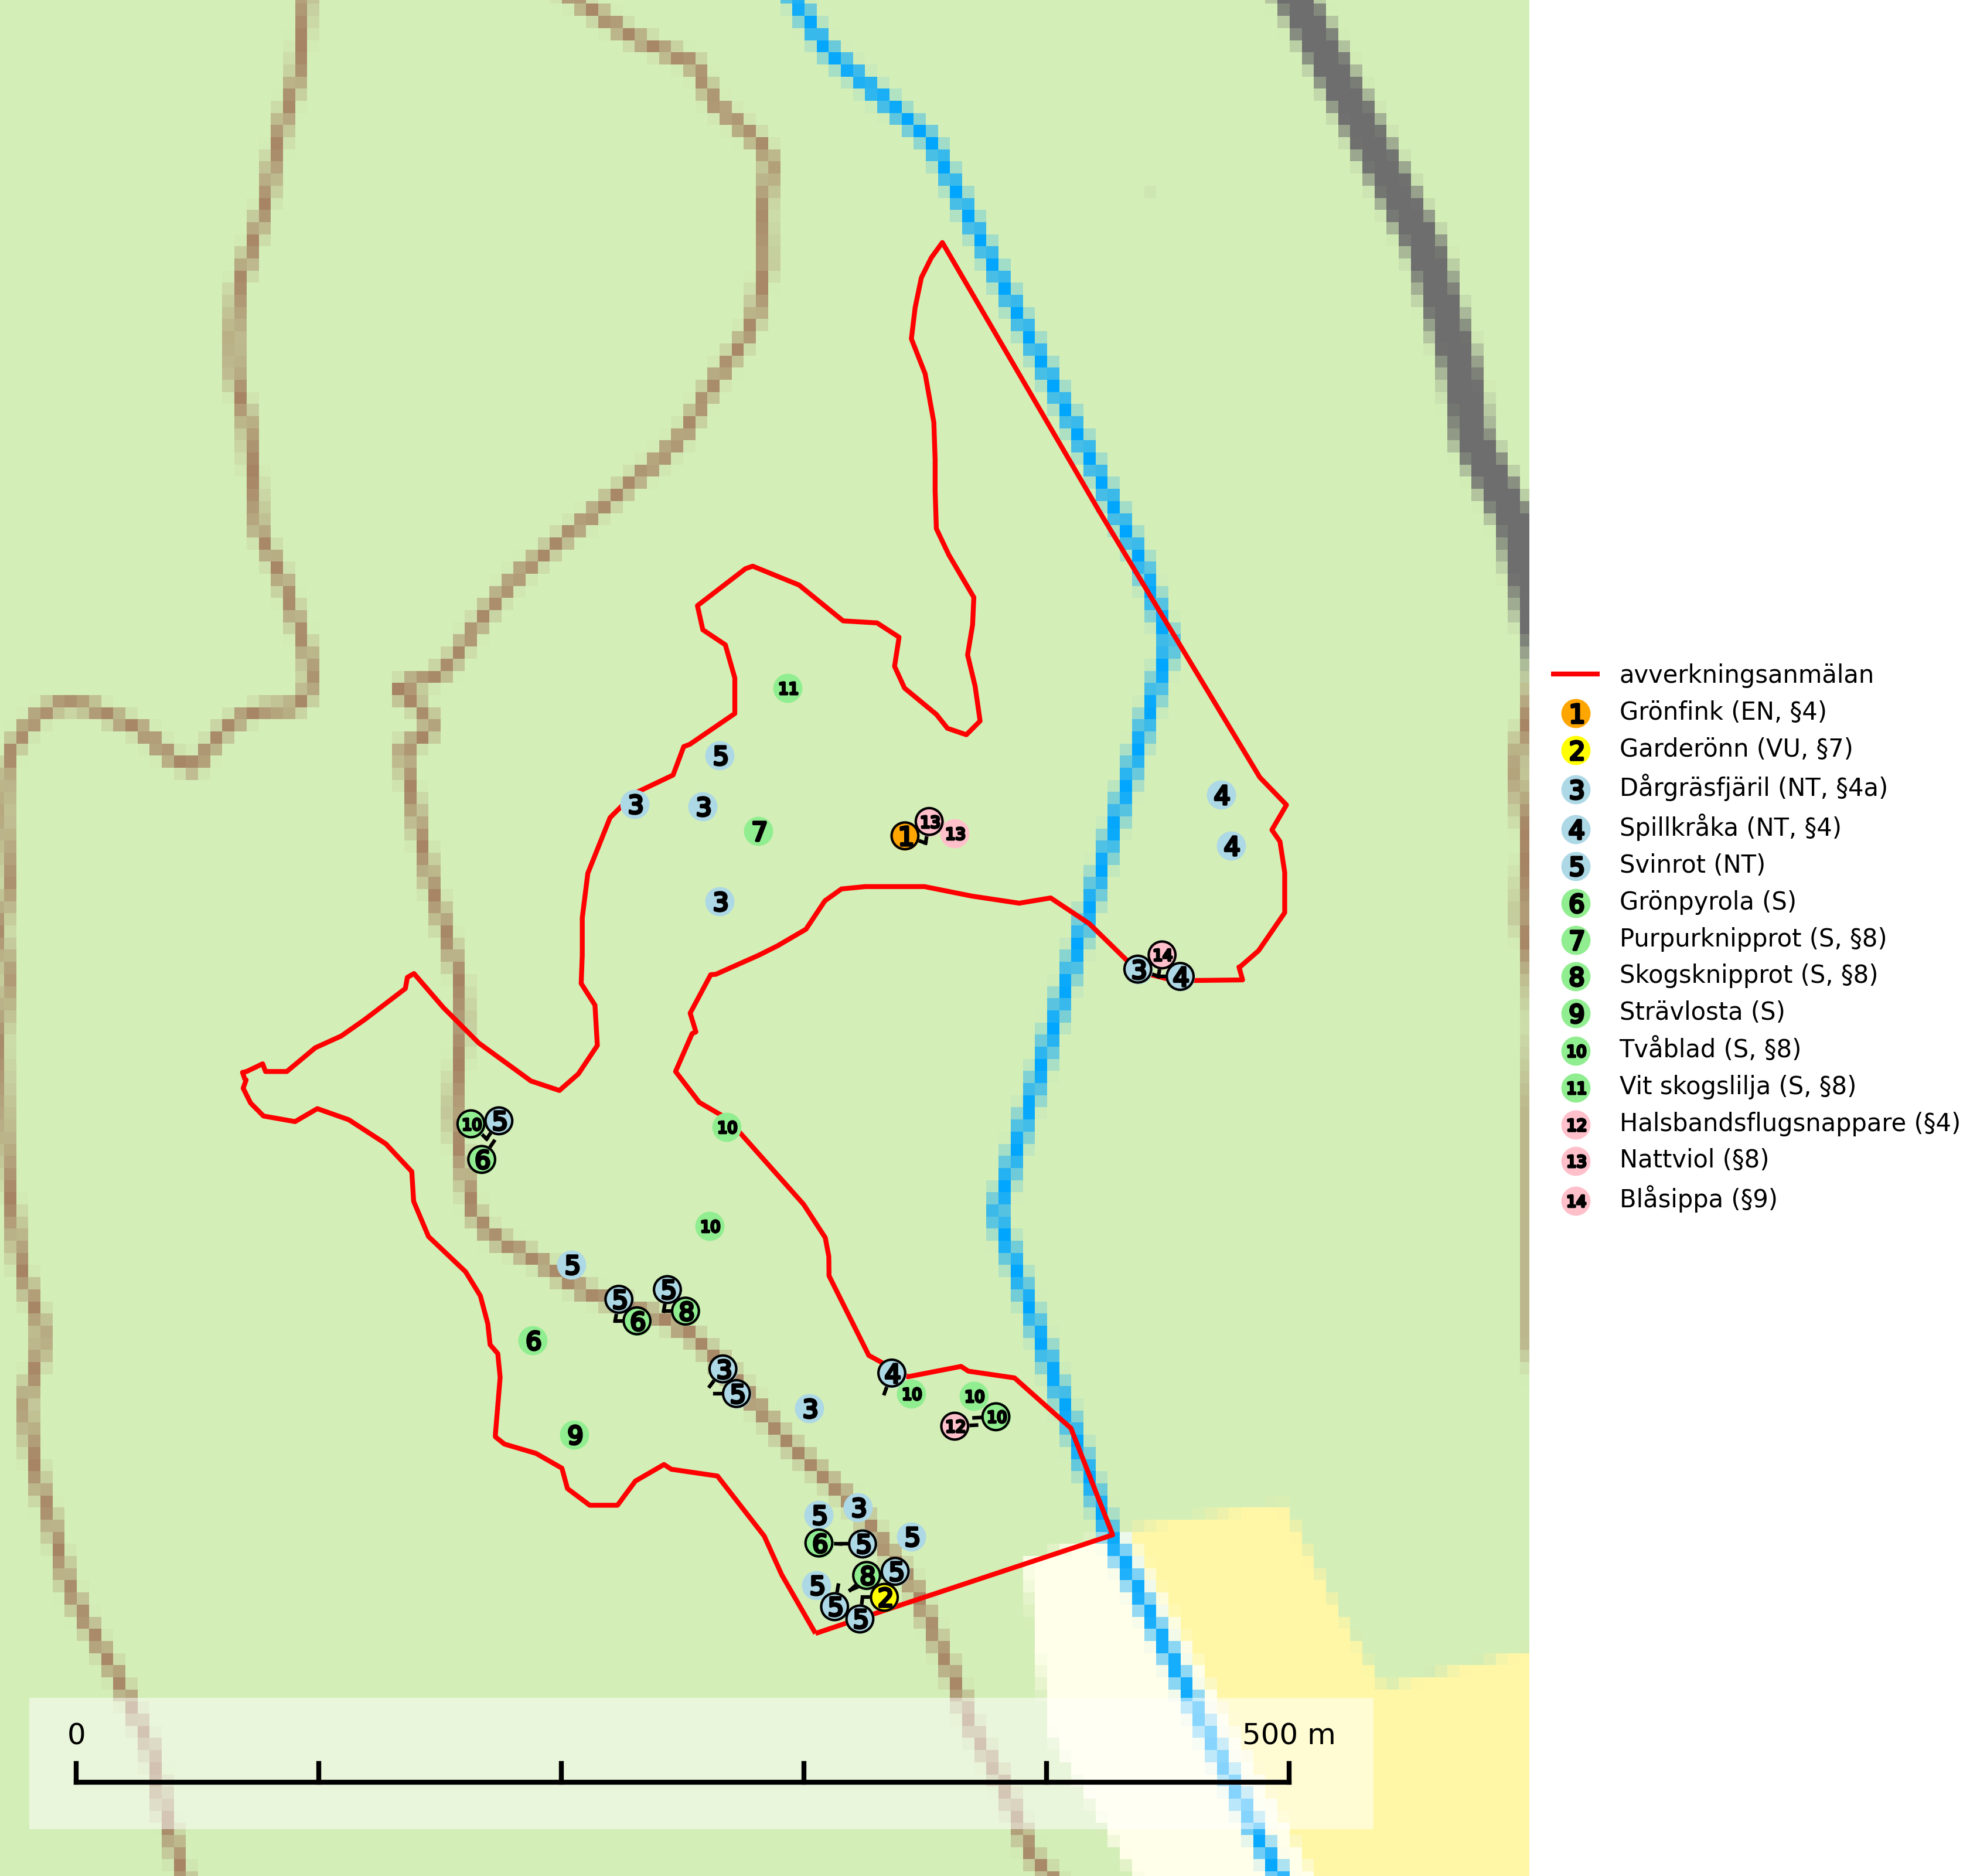 11
5
3
3
4
7
13
1
13
4
3
14
3
4
10
5
10
6
10
5
5
5
8
6
6
3
4
5
10
10
3
10
12
9
3
5
5
6
5
5
8
5
2
5
5
avverkningsanmälan
1 Grönfink (EN, §4)
2 Garderönn (VU, §7)
3 Dårgräsfjäril (NT, §4a)
4 Spillkråka (NT, §4)
5 Svinrot (NT)
6 Grönpyrola (S)
7 Purpurknipprot (S, §8)
8 Skogsknipprot (S, §8)
9 Strävlosta (S)
10 Tvåblad (S, §8)
11 Vit skogslilja (S, §8)
12 Halsbandsflugsnappare (§4)
13 Nattviol (§8)
14 Blåsippa (§9)
0 500 m